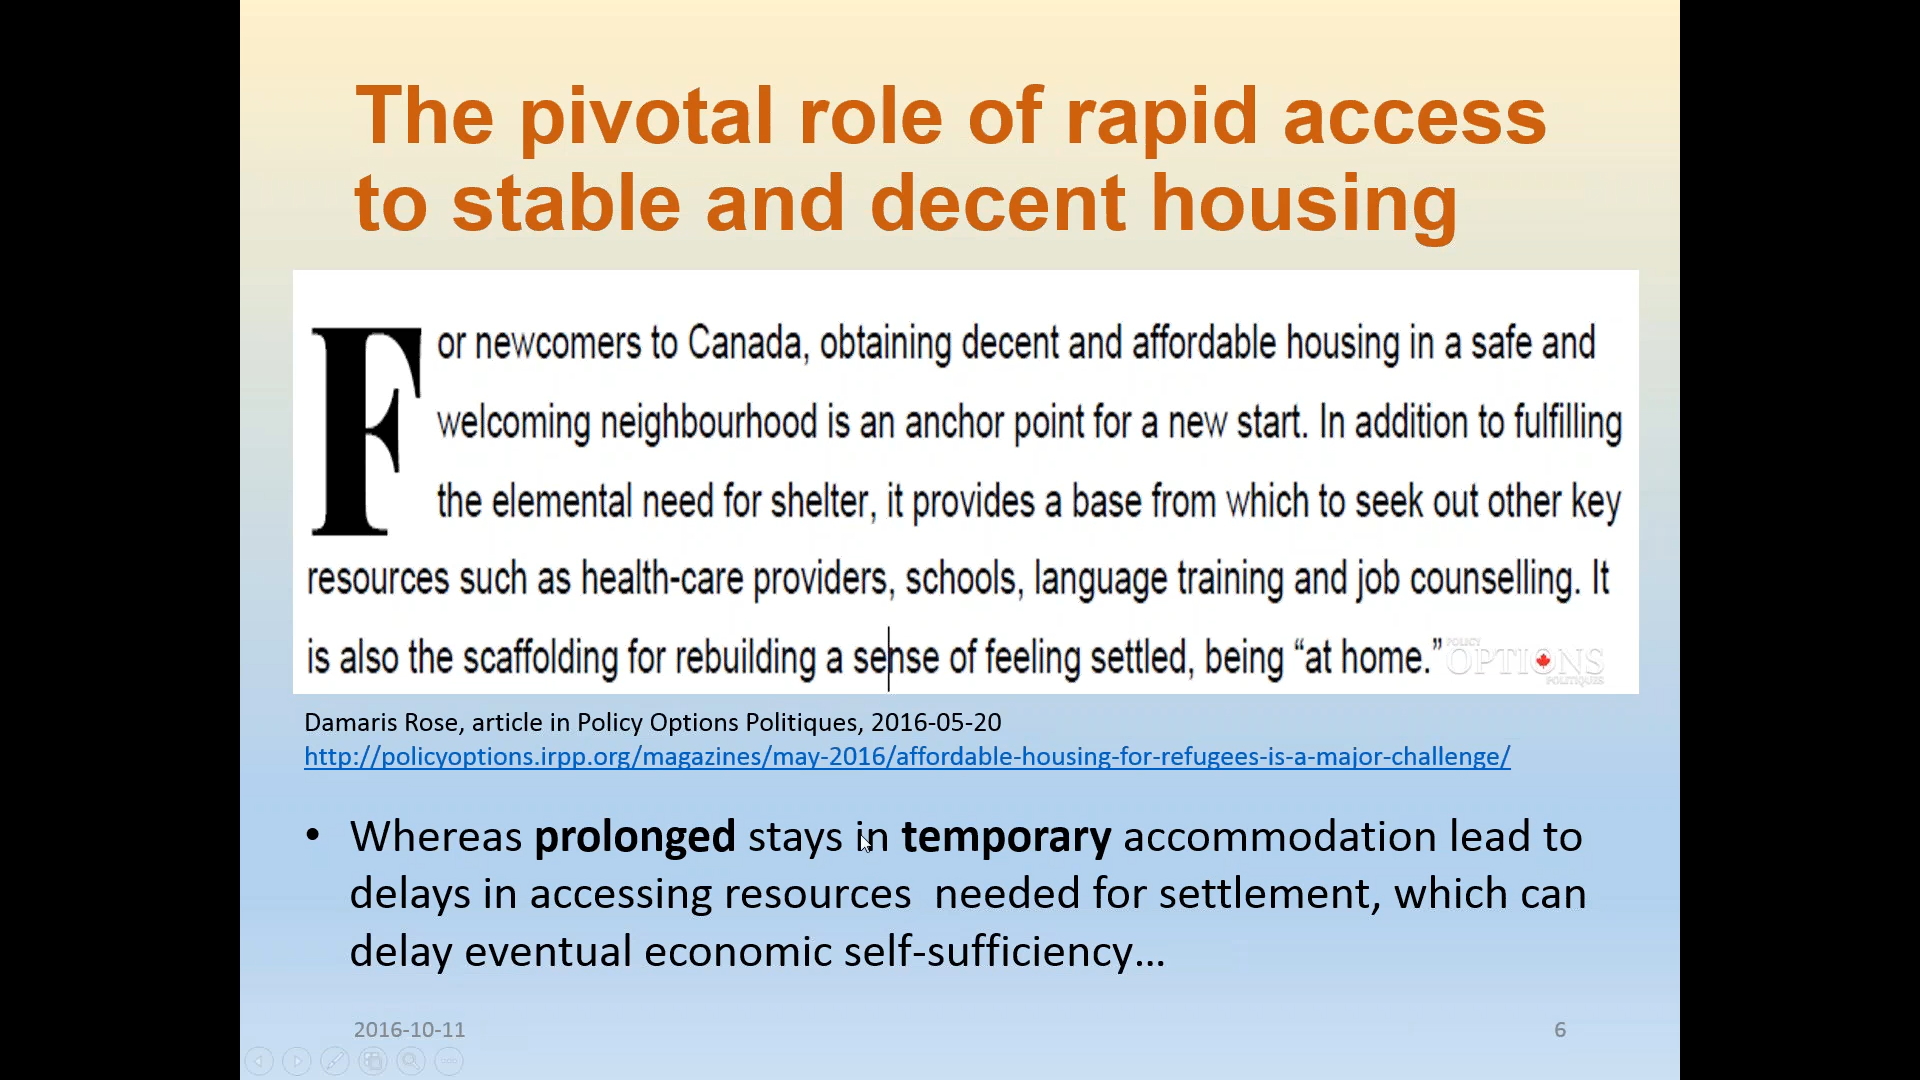 The pivotal role of rapid access
to stable and decent housing
For newcomers to Canada, obtaining decent and affordable housing in a safe and
welcoming neighbourhood is an anchor point for a new start. In addition to fulfilling
the elemental need for shelter, it provides a base from which to seek out other key
resources such as health-care providers, schools, language training and job counselling. It
is also the scaffolding for rebuilding a sense of feeling settled, being “at home.”
POLICY
OPTIONS
POLITIQUES
Damaris Rose, article in Policy Options Politiques, 2016-05-20
http://policyoptions.irpp.org/magazines/may-2016/affordable-housing-for-refugees-is-a-major-challenge/
• Whereas prolonged stays in temporary accommodation lead to
delays in accessing resources  needed for settlement, which can
delay eventual economic self-sufficiency…
2016-10-11
6